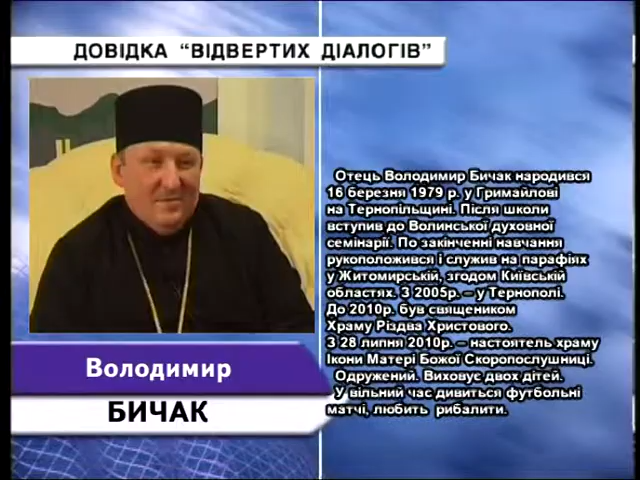 ДОВІДКА “ВІДВЕРТИХ ДІАЛОГІВ”
Отець Володимир Бичак народився
16 березня 1979 р. у Гримайлові
на Тернопільщині. Після школи
вступив до Волинської духовної
семінарії. По закінченні навчання
рукоположився і служив на парафіях
у Житомирській, згодом Київській
областях. З 2005р. – у Тернополі.
До 2010р. був священиком
Храму Різдва Христового.
З 28 липня 2010р. – настоятель храму
Ікони Матері Божої Скоропослушниці.
Одружений. Виховує двох дітей.
У вільний час дивиться футбольні
матчі, любить рибалити.
Володимир
БИЧАК